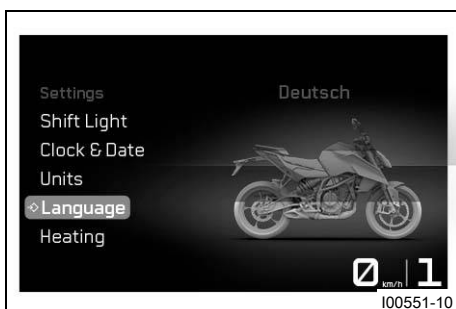 Settings
Deutsch
Shift Light
Clock & Date
Units
Language
Heating
0 km/h 1
I00551-10